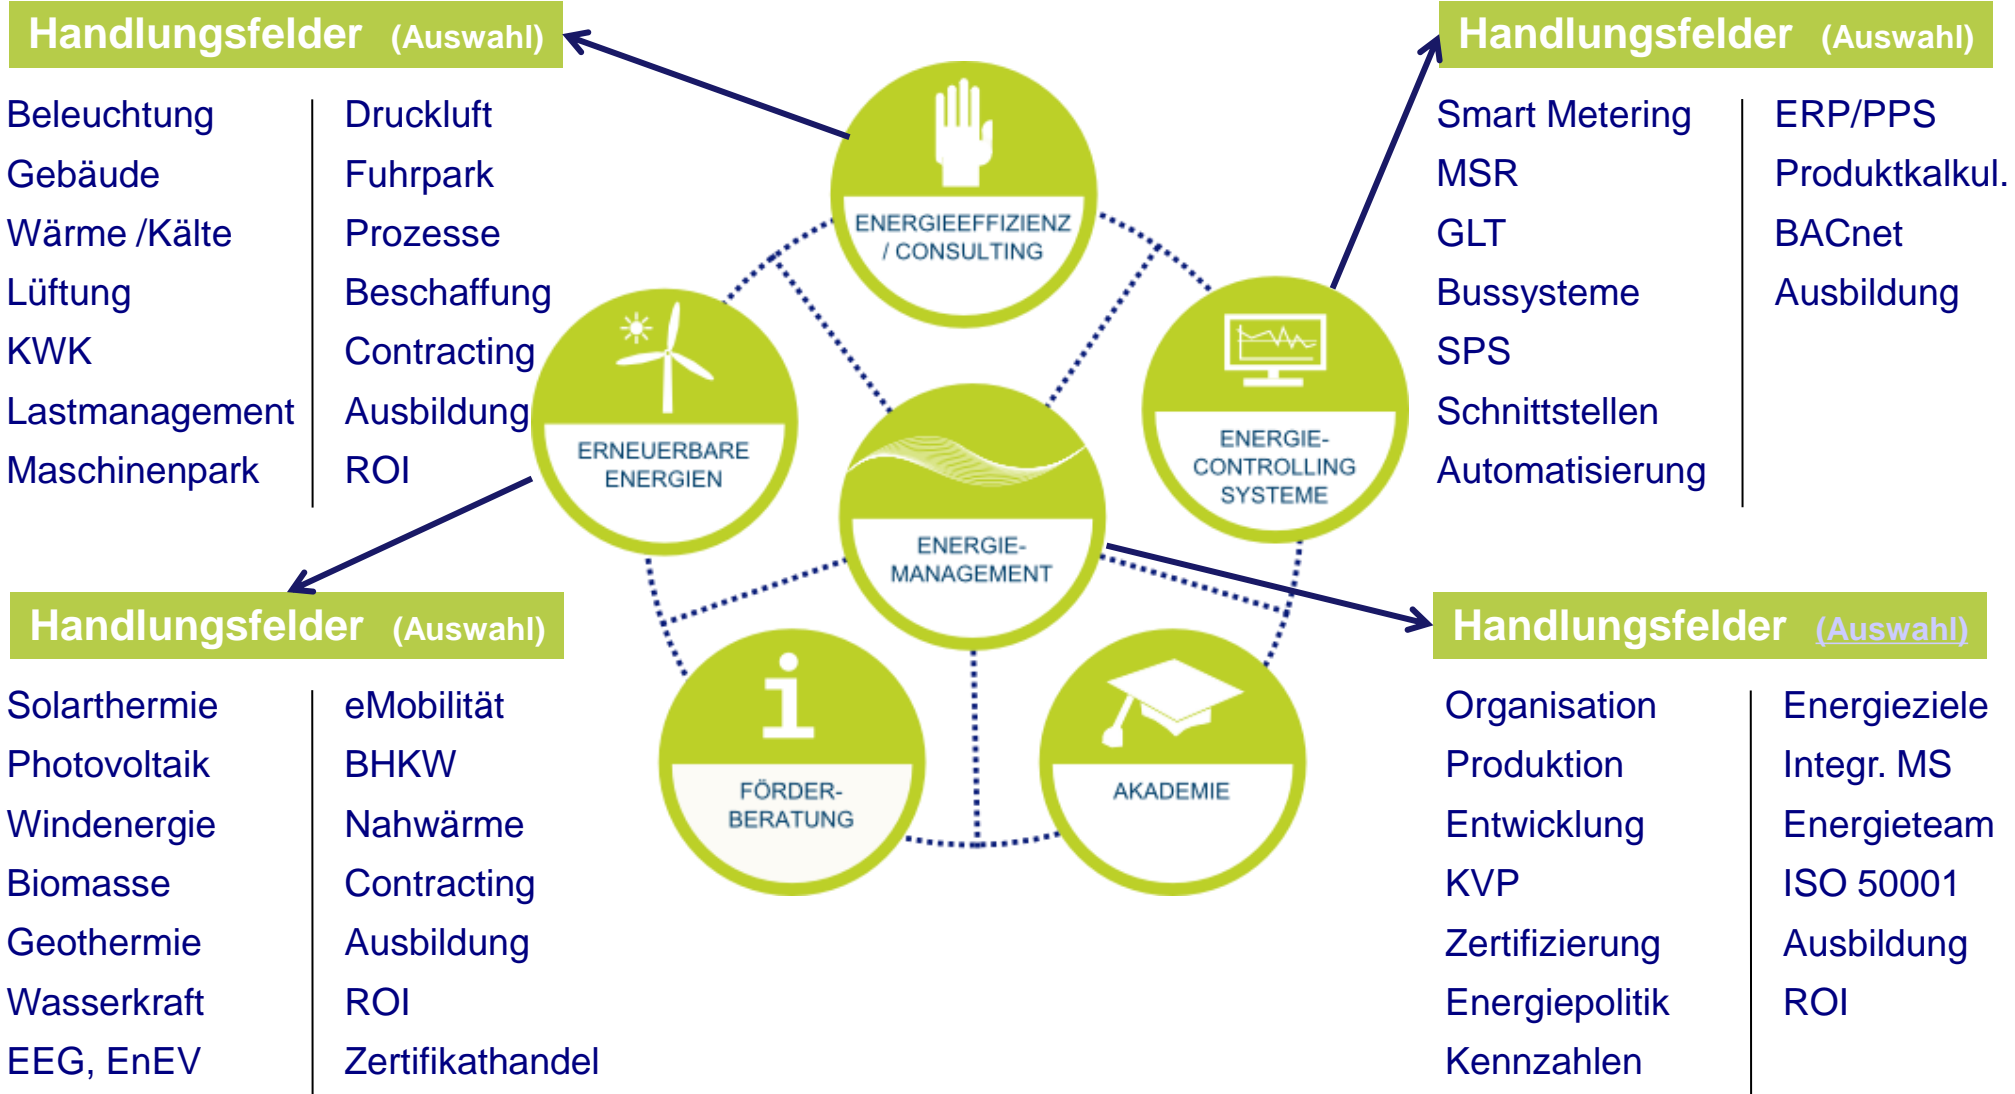 Handlungsfelder (Auswahl)
Beleuchtung
Gebäude
Wärme /Kälte
Lüftung
KWK
Lastmanagement
Maschinenpark
Druckluft
Fuhrpark
Prozesse
Beschaffung
Contracting
Ausbildung
ROI
ENERGIEEFFIZIENZ
/ CONSULTING
Handlungsfelder (Auswahl)
Smart Metering
MSR
GLT
Bussysteme
SPS
Schnittstellen
Automatisierung
ERP/PPS
Produktkalkul.
BACnet
Ausbildung
ERNEUERBARE
ENERGIEN
ENERGIE-
CONTROLLING
SYSTEME
ENERGIE-
MANAGEMENT
FÖRDER-
BERATUNG
AKADEMIE
Handlungsfelder (Auswahl)
Solarthermie
Photovoltaik
Windenergie
Biomasse
Geothermie
Wasserkraft
EEG, EnEV
eMobilität
BHKW
Nahwärme
Contracting
Ausbildung
ROI
Zertifikathandel
Handlungsfelder (Auswahl)
Organisation
Produktion
Entwicklung
KVP
Zertifizierung
Energiepolitik
Kennzahlen
Energieziele
Integr. MS
Energieteam
ISO 50001
Ausbildung
ROI